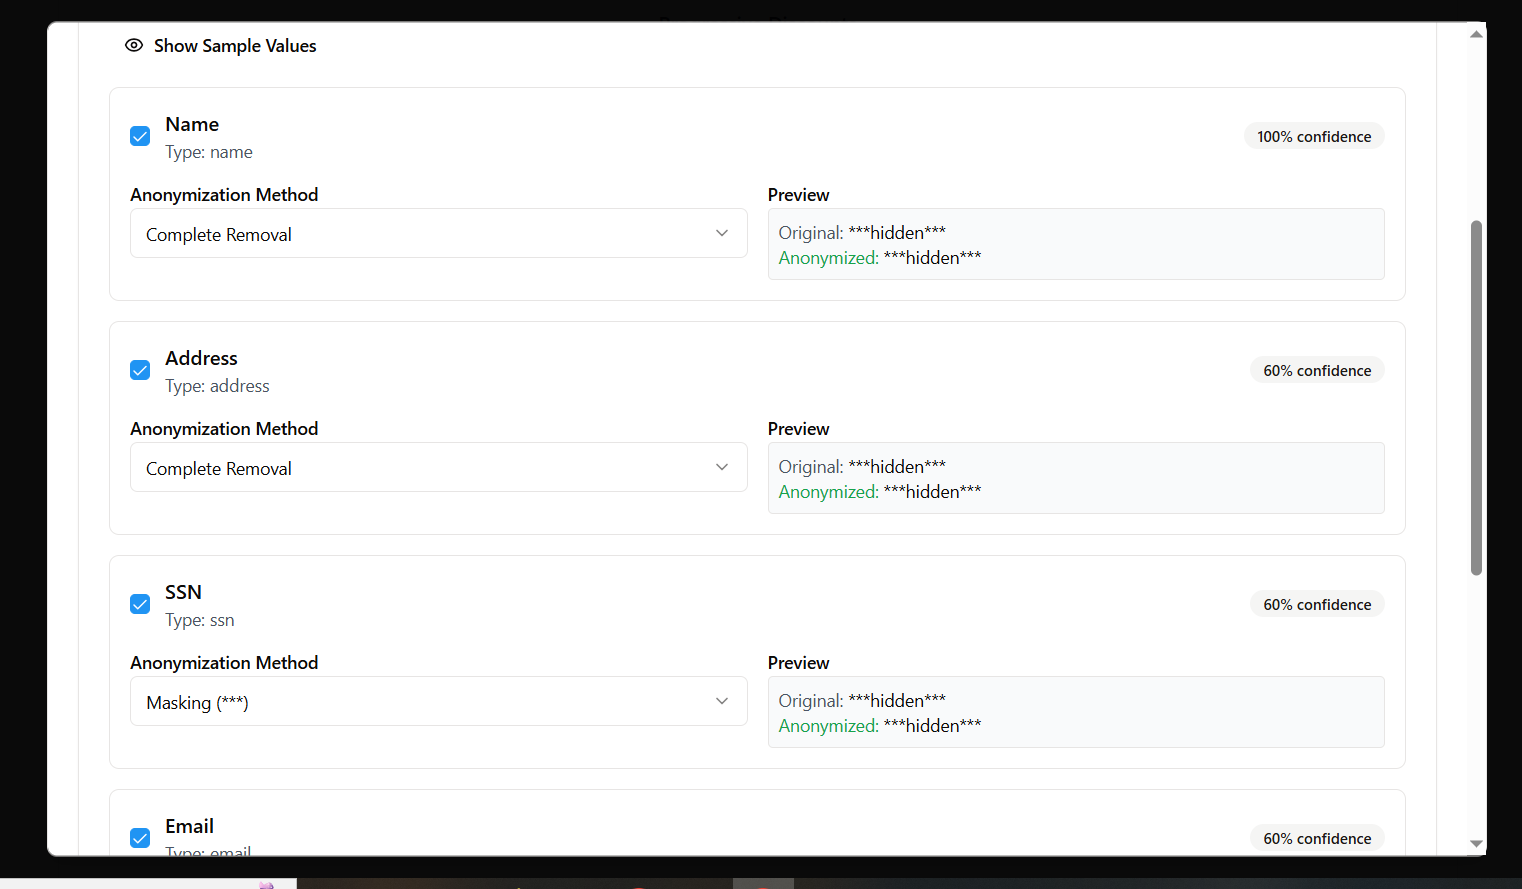 Show Sample Values
Name
Type: name
100% confidence
Anonymization Method
Complete Removal
Preview
Original: ***hidden***
Anonymized: ***hidden***
Address
Type: address
60% confidence
Anonymization Method
Complete Removal
Preview
Original: ***hidden***
Anonymized: ***hidden***
SSN
Type: ssn
60% confidence
Anonymization Method
Masking (***)
Preview
Original: ***hidden***
Anonymized: ***hidden***
Email
Type: email
60% confidence